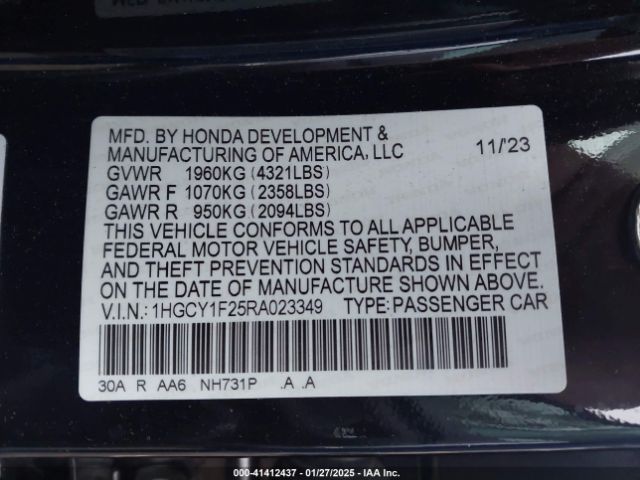 MFD. BY HONDA DEVELOPMENT &
MANUFACTURING OF AMERICA, LLC 11/'23
GVWR 1960KG (4321LBS)
GAWR F 1070KG (2358LBS)
GAWR R 950KG (2094LBS)
THIS VEHICLE CONFORMS TO ALL APPLICABLE
FEDERAL MOTOR VEHICLE SAFETY, BUMPER,
AND THEFT PREVENTION STANDARDS IN EFFECT
ON THE DATE OF MANUFACTURE SHOWN ABOVE.
V.I.N.: 1HGCY1F25RA023349 TYPE: PASSENGER CAR
30A R AA6 NH731P .A .A
000-41412437 - 01/27/2025 - IAA Inc.